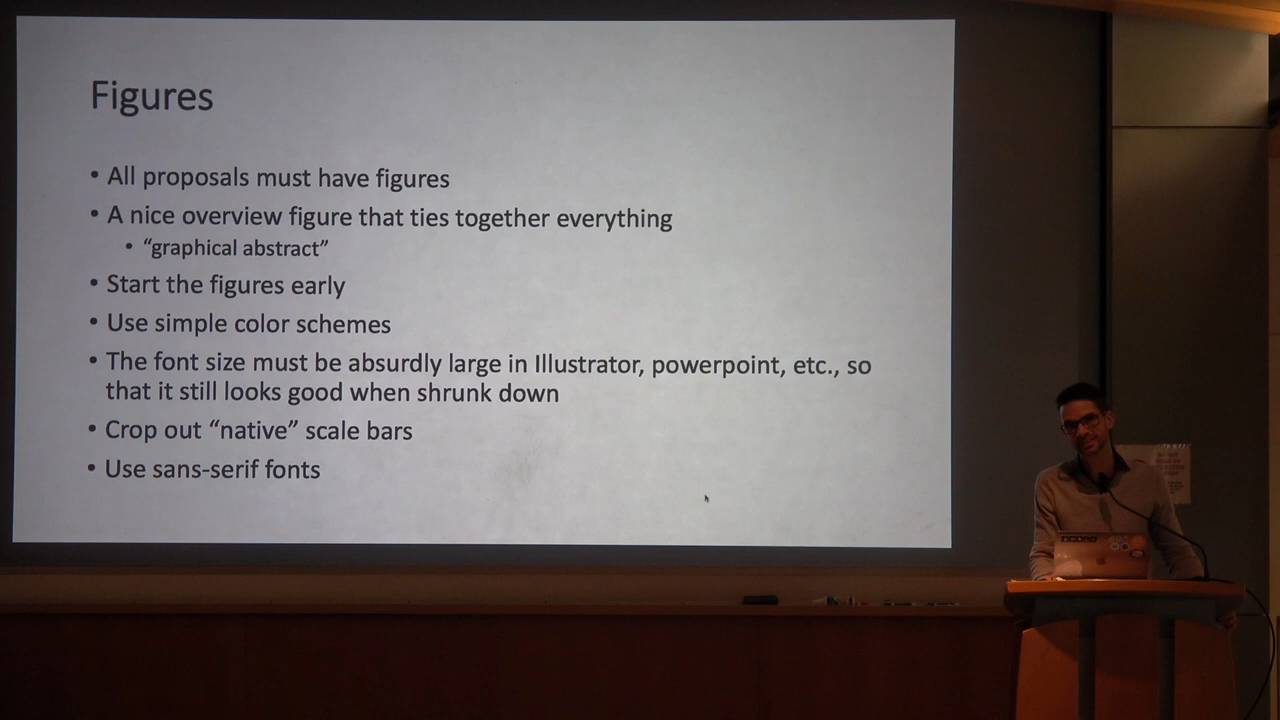 Figures
• All proposals must have figures
• A nice overview figure that ties together everything
• “graphical abstract”
• Start the figures early
• Use simple color schemes
• The font size must be absurdly large in Illustrator, powerpoint, etc., so
that it still looks good when shrunk down
• Crop out “native” scale bars
• Use sans-serif fonts